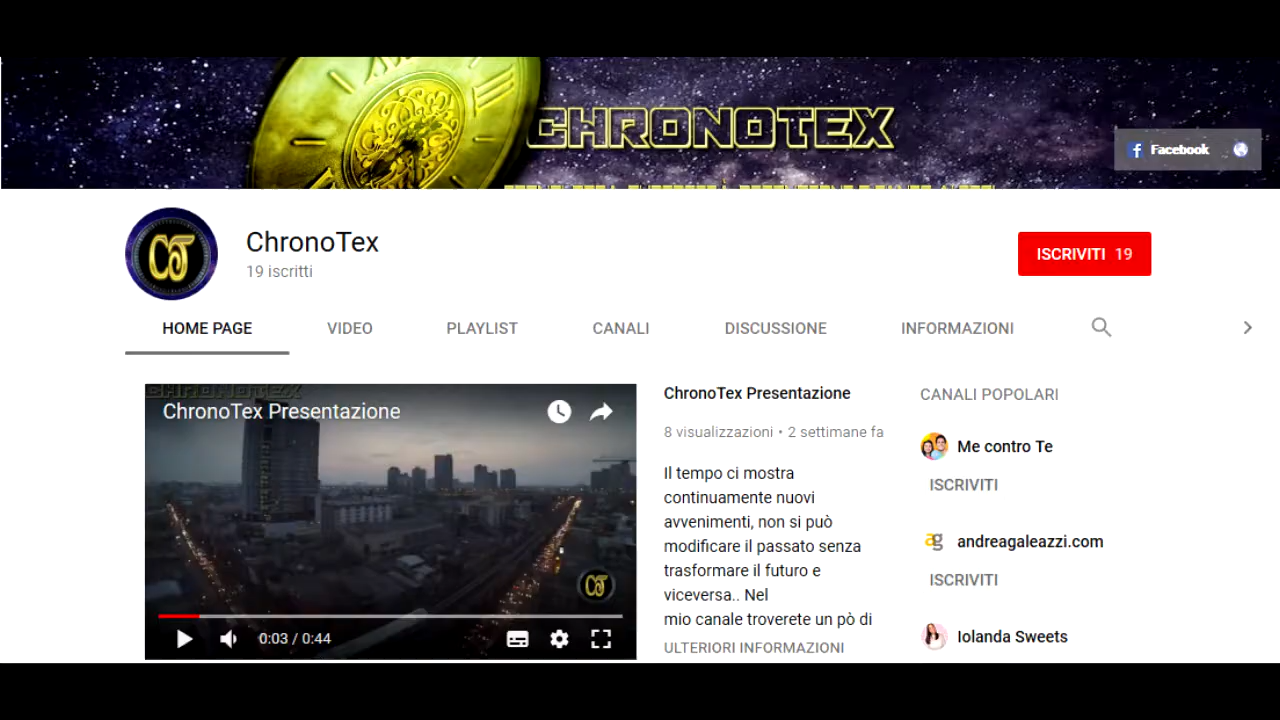 CHRONOTEX
Facebook
ChronoTex
19 iscritti
ISCRIVITI 19
HOME PAGE
VIDEO
PLAYLIST
CANALI
DISCUSSIONE
INFORMAZIONI
CHRONOTEX
ChronoTex Presentazione
0:03 / 0:44
ChronoTex Presentazione
8 visualizzazioni • 2 settimane fa
Il tempo ci mostra
continuamente nuovi
avvenimenti, non si può
modificare il passato senza
trasformare il futuro e
viceversa.. Nel
mio canale troverete un pò di
ULTERIORI INFORMAZIONI
CANALI POPOLARI
Me contro Te
ISCRIVITI
ag andreagaleazzi.com
ISCRIVITI
Iolanda Sweets